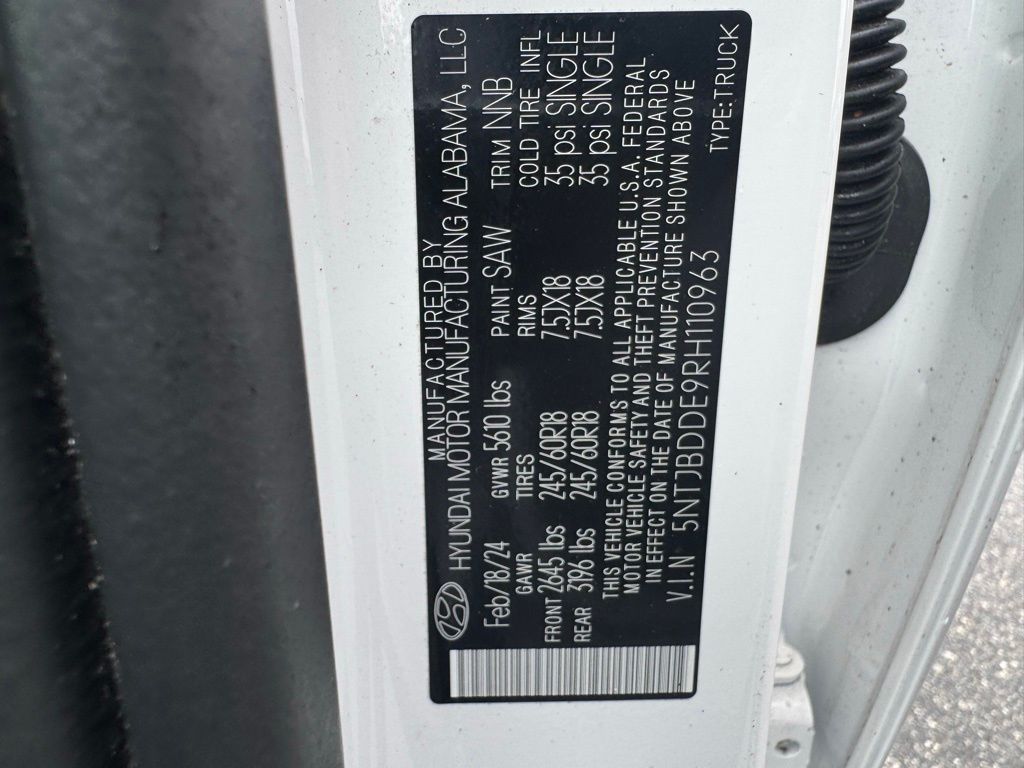 MANUFACTURED BY
HYUNDAI MOTOR MANUFACTURING ALABAMA, LLC
Feb/18/24 GVWR 5610 lbs PAINT SAW TRIM NNB
GAWR TIRES RIMS COLD TIRE INFL
FRONT 2645 lbs 245/60R18 7.5JX18 35 psi SINGLE
REAR 3196 lbs 245/60R18 7.5JX18 35 psi SINGLE
THIS VEHICLE CONFORMS TO ALL APPLICABLE U.S.A. FEDERAL
MOTOR VEHICLE SAFETY AND THEFT PREVENTION STANDARDS
IN EFFECT ON THE DATE OF MANUFACTURE SHOWN ABOVE
V.I.N 5NTJBDDE9RH110963 TYPE:TRUCK